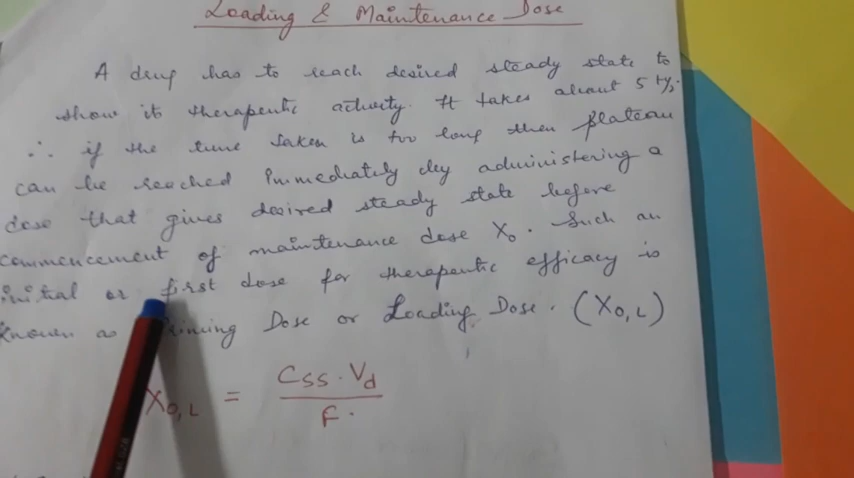 Loading & Maintenance Dose
A drug has to reach desired steady state to
show its therapeutic activity. It takes about 5 t½.
∴ if the time taken is too long then plateau
can be reached immediately by administering a
dose that gives desired steady state before
commencement of maintenance dose X₀. Such an
initial or first dose for therapeutic efficacy is
known as Priming Dose or Loading Dose. (X₀,L)
X₀,L = Css.Vd / F.